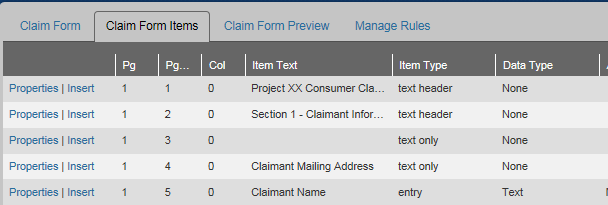 Claim Form Claim Form Items Claim Form Preview Manage Rules
Pg Pg... Col Item Text Item Type Data Type
Properties | Insert 1 1 0 Project XX Consumer Cla... text header None
Properties | Insert 1 2 0 Section 1 - Claimant Infor... text header None
Properties | Insert 1 3 0 text only None
Properties | Insert 1 4 0 Claimant Mailing Address text only None
Properties | Insert 1 5 0 Claimant Name entry Text